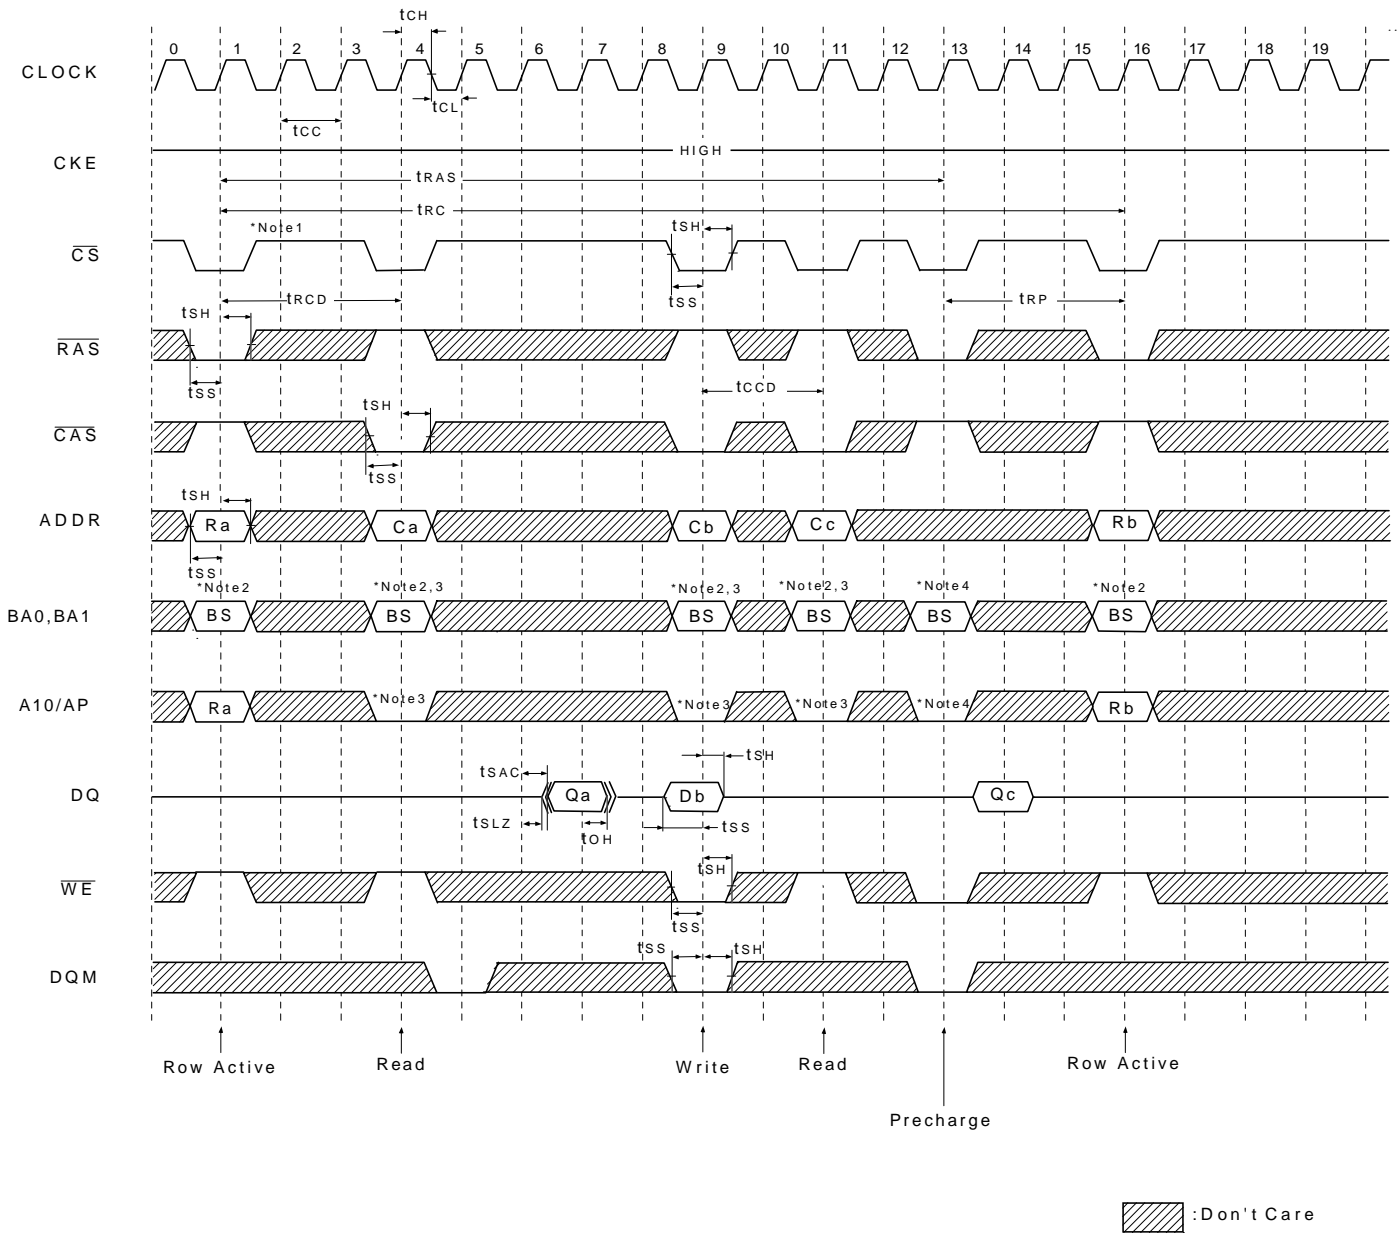 tCH
0 1 2 3 4 5 6 7 8 9 10 11 12 13 14 15 16 17 18 19
CLOCK
tCL
tCC
CKE
HIGH
tRAS
tRC
*Note1
tSH
CS
tSS
tRCD
tRP
tSH
RAS
tSS
tCCD
tSH
CAS
tSS
tSH
ADDR
Ra Ca Cb Cc Rb
tSS
*Note2 *Note2,3 *Note2,3 *Note2,3 *Note4 *Note2
BA0,BA1
BS BS BS BS BS BS
A10/AP
Ra *Note3 *Note3 *Note3 *Note4 Rb
tSH
tSAC
DQ
Qa Db Qc
tSLZ
tOH
tSS
tSH
WE
tSS
tSS tSH
DQM
Row Active Read Write Read Row Active
Precharge
:Don't Care